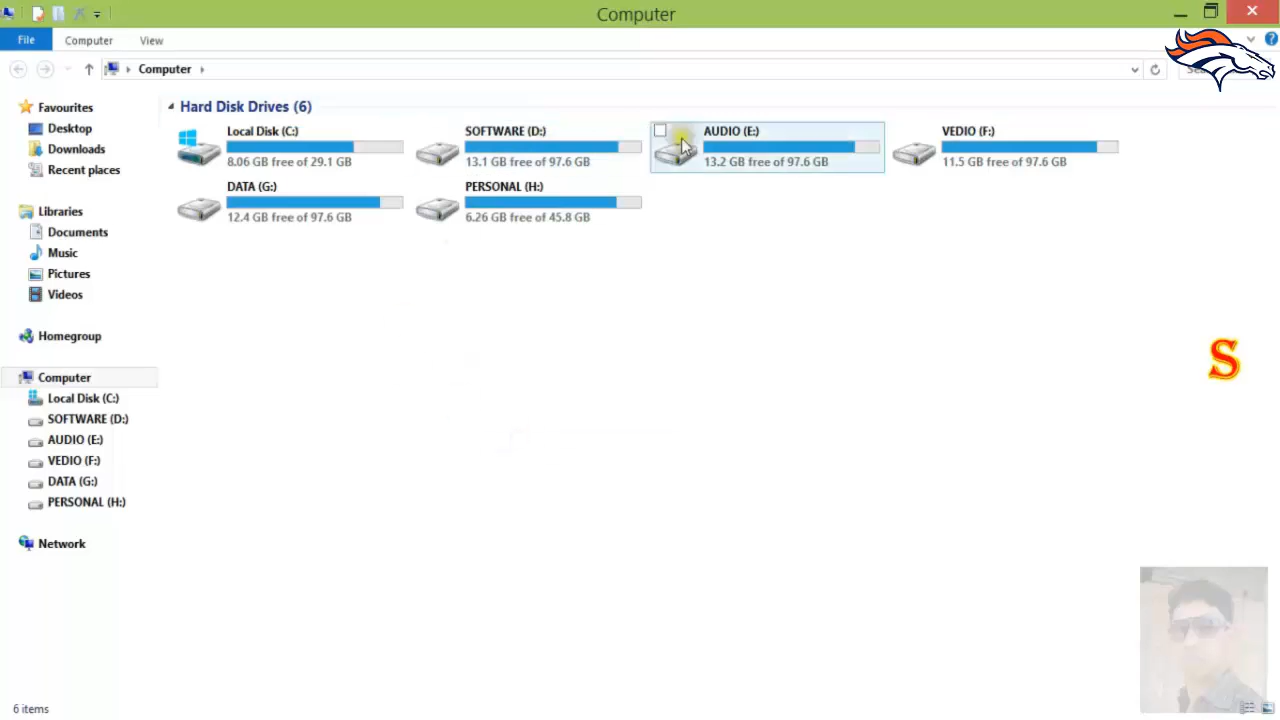 Computer
File
Computer
View
Computer
Favourites
Desktop
Downloads
Recent places
Libraries
Documents
Music
Pictures
Videos
Homegroup
Computer
Local Disk (C:)
SOFTWARE (D:)
AUDIO (E:)
VEDIO (F:)
DATA (G:)
PERSONAL (H:)
Network
Hard Disk Drives (6)
Local Disk (C:)
8.06 GB free of 29.1 GB
SOFTWARE (D:)
13.1 GB free of 97.6 GB
AUDIO (E:)
13.2 GB free of 97.6 GB
VEDIO (F:)
11.5 GB free of 97.6 GB
DATA (G:)
12.4 GB free of 97.6 GB
PERSONAL (H:)
6.26 GB free of 45.8 GB
S
6 items